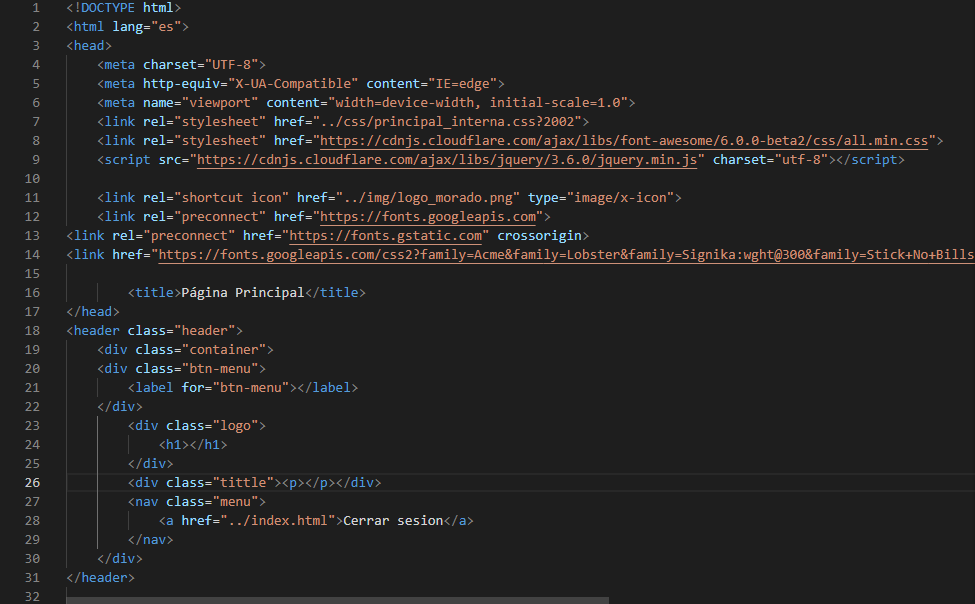 1 <!DOCTYPE html>
2 <html lang="es">
3 <head>
4 <meta charset="UTF-8">
5 <meta http-equiv="X-UA-Compatible" content="IE=edge">
6 <meta name="viewport" content="width=device-width, initial-scale=1.0">
7 <link rel="stylesheet" href="../css/principal_interna.css?2002">
8 <link rel="stylesheet" href="https://cdnjs.cloudflare.com/ajax/libs/font-awesome/6.0.0-beta2/css/all.min.css">
9 <script src="https://cdnjs.cloudflare.com/ajax/libs/jquery/3.6.0/jquery.min.js" charset="utf-8"></script>
10
11 <link rel="shortcut icon" href="../img/logo_morado.png" type="image/x-icon">
12 <link rel="preconnect" href="https://fonts.googleapis.com">
13 <link rel="preconnect" href="https://fonts.gstatic.com" crossorigin>
14 <link href="https://fonts.googleapis.com/css2?family=Acme&family=Lobster&family=Signika:wght@300&family=Stick+No+Bills
15
16 <title>Página Principal</title>
17 </head>
18 <header class="header">
19 <div class="container">
20 <div class="btn-menu">
21 <label for="btn-menu"></label>
22 </div>
23 <div class="logo">
24 <h1></h1>
25 </div>
26 <div class="tittle"><p></p></div>
27 <nav class="menu">
28 <a href="../index.html">Cerrar sesion</a>
29 </nav>
30 </div>
31 </header>
32